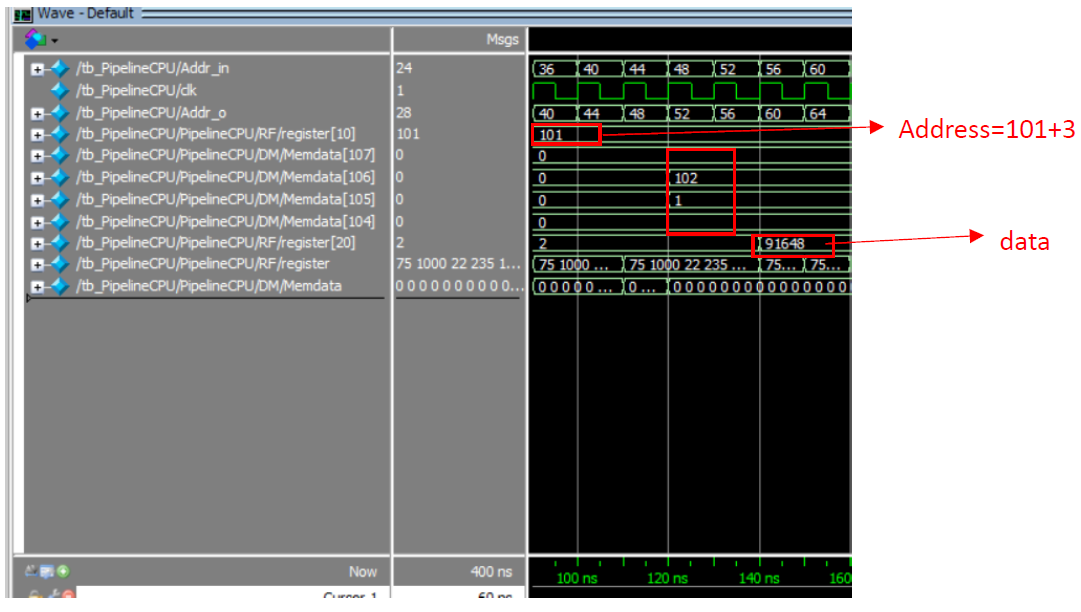 Wave - Default
Msgs
/tb_PipelineCPU/Addr_in 24 36 40 44 48 52 56 60
/tb_PipelineCPU/clk 1
/tb_PipelineCPU/Addr_o 28 40 44 48 52 56 60 64
/tb_PipelineCPU/PipelineCPU/RF/register[10] 101 101
Address=101+3
/tb_PipelineCPU/PipelineCPU/DM/Memdata[107] 0 0
/tb_PipelineCPU/PipelineCPU/DM/Memdata[106] 0 0 102
/tb_PipelineCPU/PipelineCPU/DM/Memdata[105] 0 0 1
/tb_PipelineCPU/PipelineCPU/DM/Memdata[104] 0 0
/tb_PipelineCPU/PipelineCPU/RF/register[20] 2 2 91648
data
/tb_PipelineCPU/PipelineCPU/RF/register 75 1000 22 235 1... 75 1000 ... 75 1000 22 235 ... 75... 75...
/tb_PipelineCPU/PipelineCPU/DM/Memdata 0 0 0 0 0 0 0 0 0 0... 0 0 0 0 0 ... 0 ... 0 0 0 0 0 0 0 0 0 0 0 0 0 0 0 0
Now 400 ns 100 ns 120 ns 140 ns 160
Cursor 1 60 ns